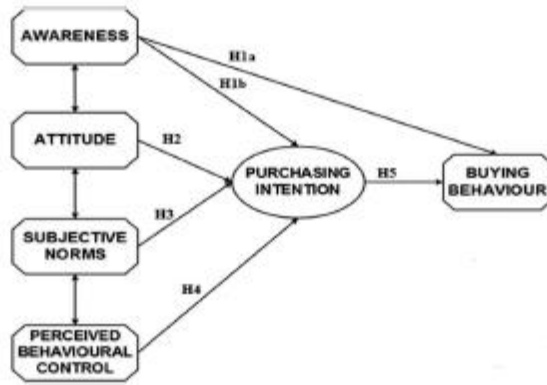 AWARENESS
H1a
H1b
ATTITUDE
H2
PURCHASING
INTENTION
H5
BUYING
BEHAVIOUR
H3
SUBJECTIVE
NORMS
H4
PERCEIVED
BEHAVIOURAL
CONTROL